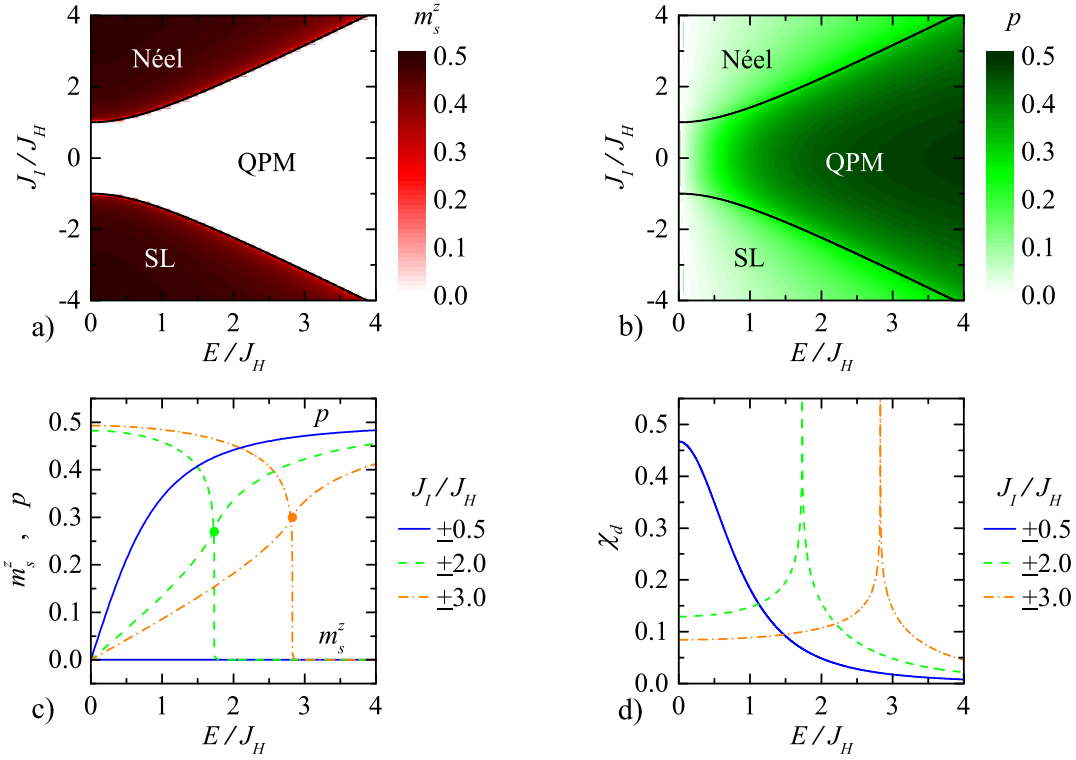 4
2
0
-2
-4
J_I / J_H
Néel
QPM
SL
0
1
2
3
4
E / J_H
a)
m_s^z
0.5
0.4
0.3
0.2
0.1
0.0
4
2
0
-2
-4
J_I / J_H
Néel
QPM
SL
0
1
2
3
4
E / J_H
b)
p
0.5
0.4
0.3
0.2
0.1
0.0
0.5
0.4
0.3
0.2
0.1
0.0
m_s^z , p
p
m_s^z
0
1
2
3
4
E / J_H
c)
J_I / J_H
±0.5
±2.0
±3.0
0.5
0.4
0.3
0.2
0.1
0.0
χ_d
0
1
2
3
4
E / J_H
d)
J_I / J_H
±0.5
±2.0
±3.0